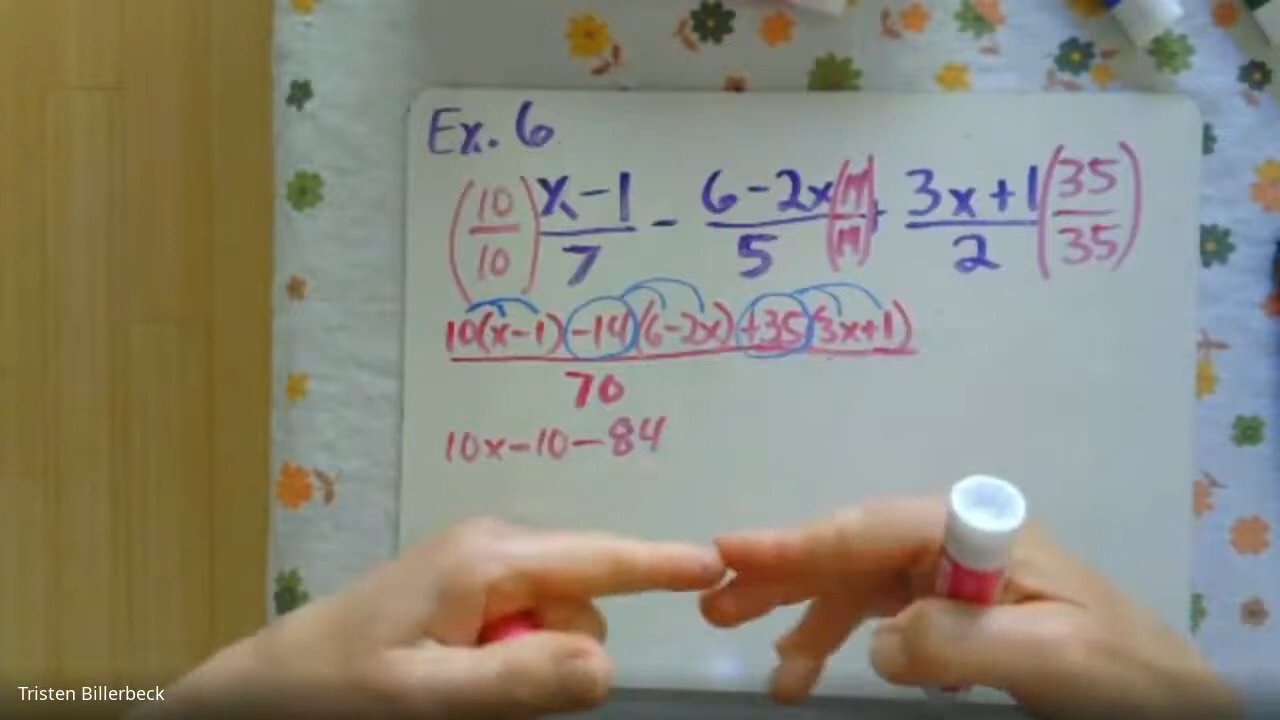 Ex. 6
(10/10) x-1/7 - 6-2x/5 (14/14) + 3x+1/2 (35/35)
10(x-1) -14(6-2x) +35(3x+1)
70
10x-10-84
Tristen Billerbeck